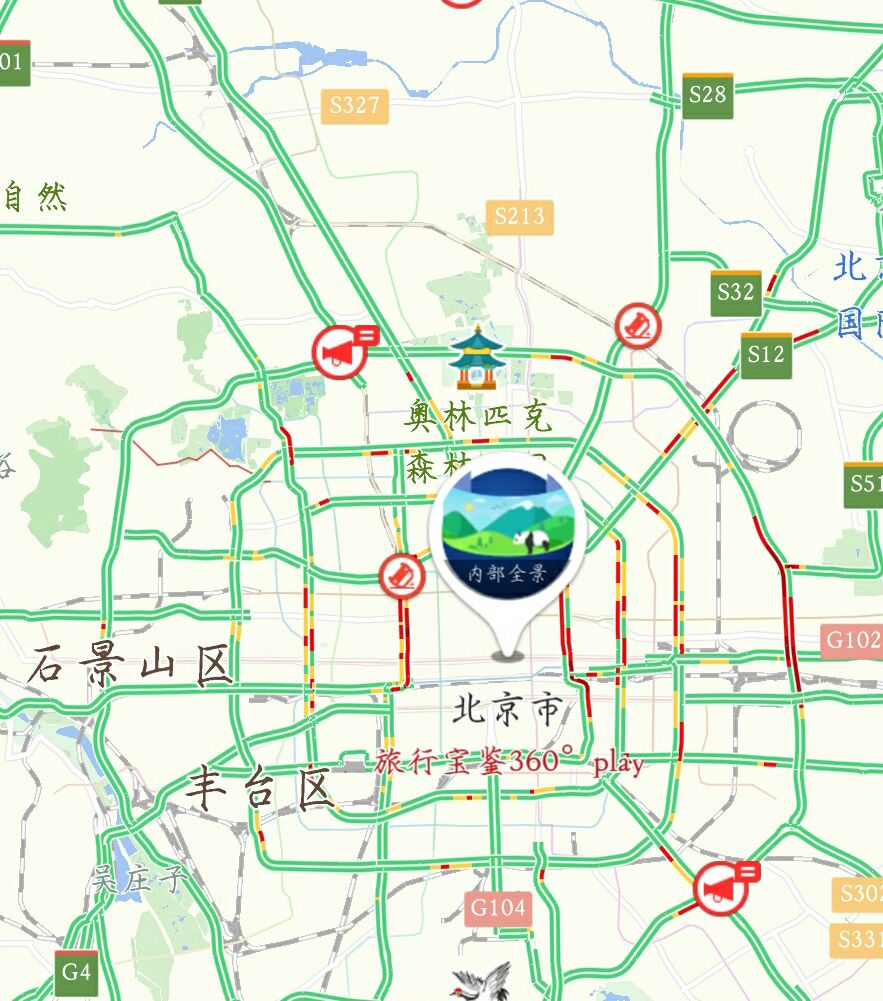 01
S327
S28
自然
S213
北
S32
国
S12
奥林匹克
森林
S51
内部全景
G102
石景山区
北京市
旅行宝鉴360° play
丰台区
吴庄子
S302
G104
S331
G4